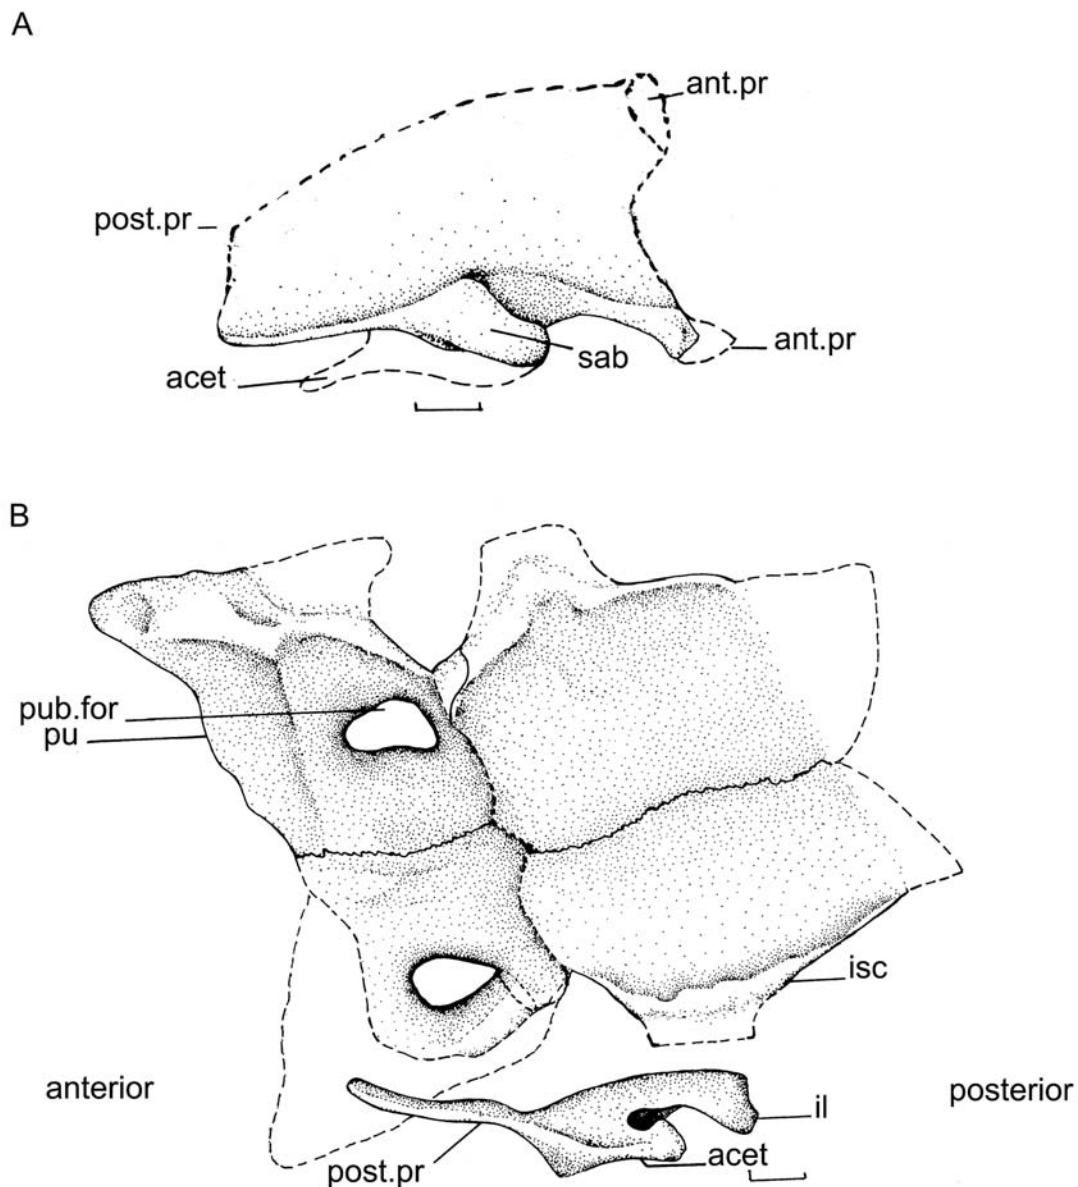 A
ant.pr
post.pr
ant.pr
sab
acet
B
pub.for
pu
isc
anterior
posterior
il
acet
post.pr